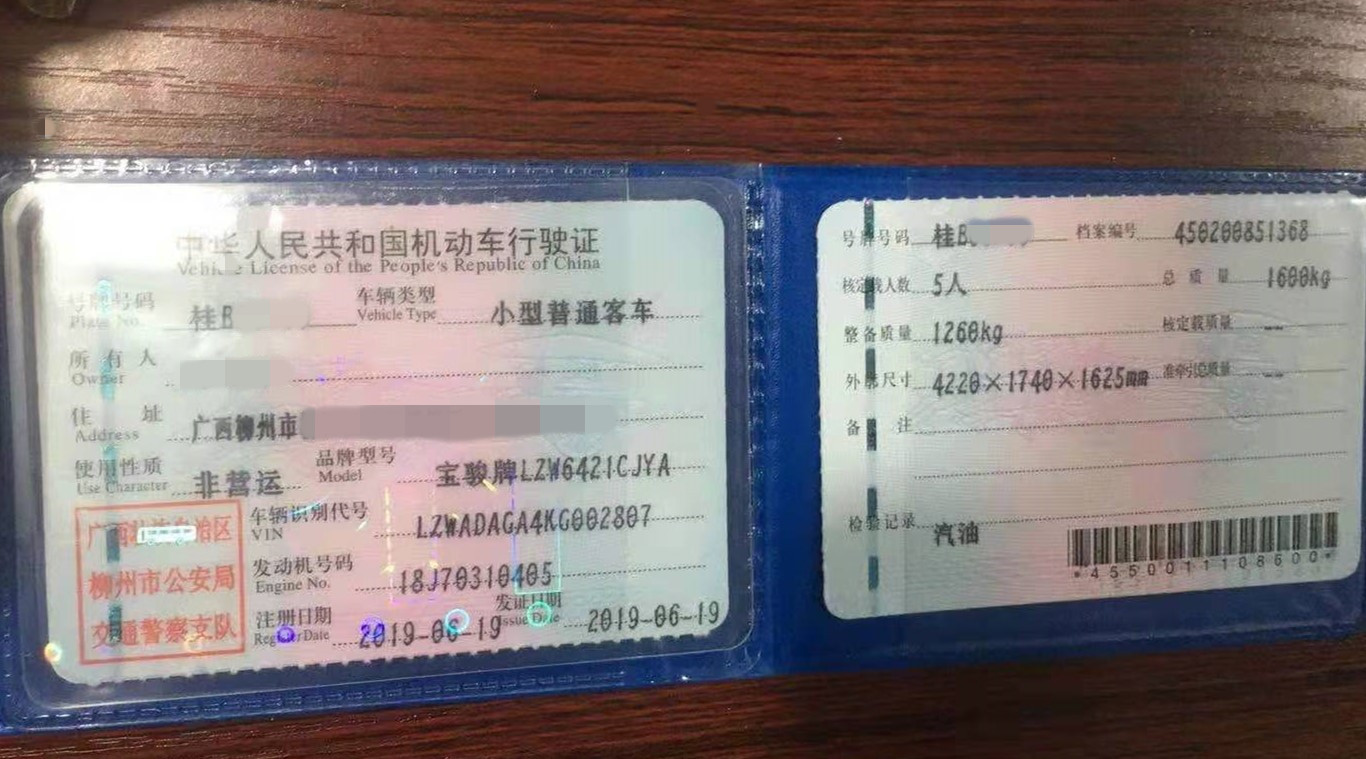 中华人民共和国机动车行驶证
Vehicle License of the People's Republic of China
号牌号码 桂B 车辆类型 小型普通客车
Plate No. Vehicle Type
所有人
Owner
住址 广西柳州市
Address
使用性质 非营运 品牌型号 宝骏牌LZW6421CJYA
Use Character Model
广西壮族自治区
柳州市公安局
交通警察支队
车辆识别代号 LZWADAGA4KG002807
VIN
发动机号码 18J70310405
Engine No.
注册日期 2019-06-19 发证日期 2019-06-19
Register Date Issue Date
号牌号码 桂B 档案编号 450200851368
核定载人数 5人 总质量 1600kg
整备质量 1260kg 核定载质量 --
外廓尺寸 4220×1740×1625mm 准牵引总质量 --
备注
检验记录 汽油
*4550011108600*